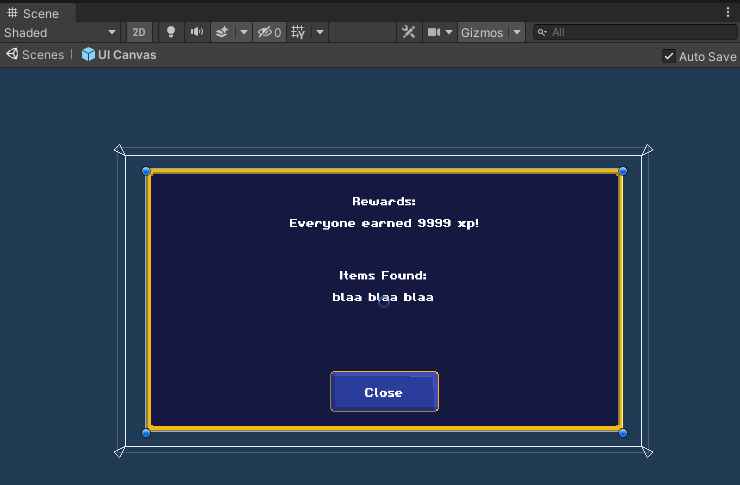 Scene
Shaded
2D
0
Gizmos
All
Scenes
UI Canvas
Auto Save
Rewards:
Everyone earned 9999 xp!
Items Found:
blaa blaa blaa
Close